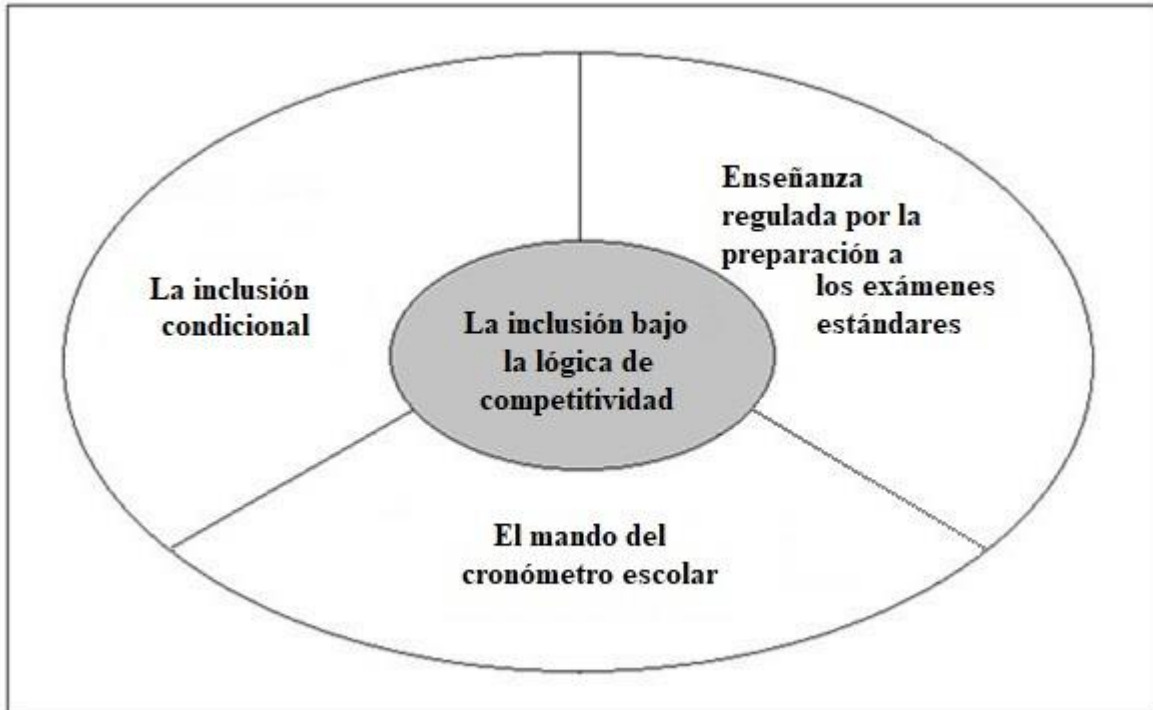 Enseñanza
regulada por la
preparación a
los exámenes
estándares
La inclusión
condicional
La inclusión bajo
la lógica de
competitividad
El mando del
cronómetro escolar